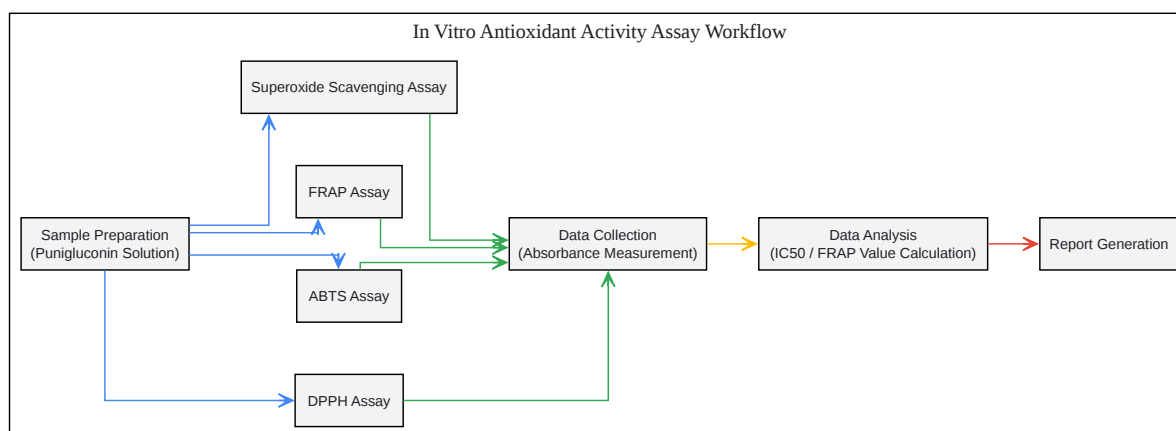 In Vitro Antioxidant Activity Assay Workflow
Superoxide Scavenging Assay
FRAP Assay
Sample Preparation
(Punigluconin Solution)
Data Collection
(Absorbance Measurement)
Data Analysis
(IC50 / FRAP Value Calculation)
Report Generation
ABTS Assay
DPPH Assay